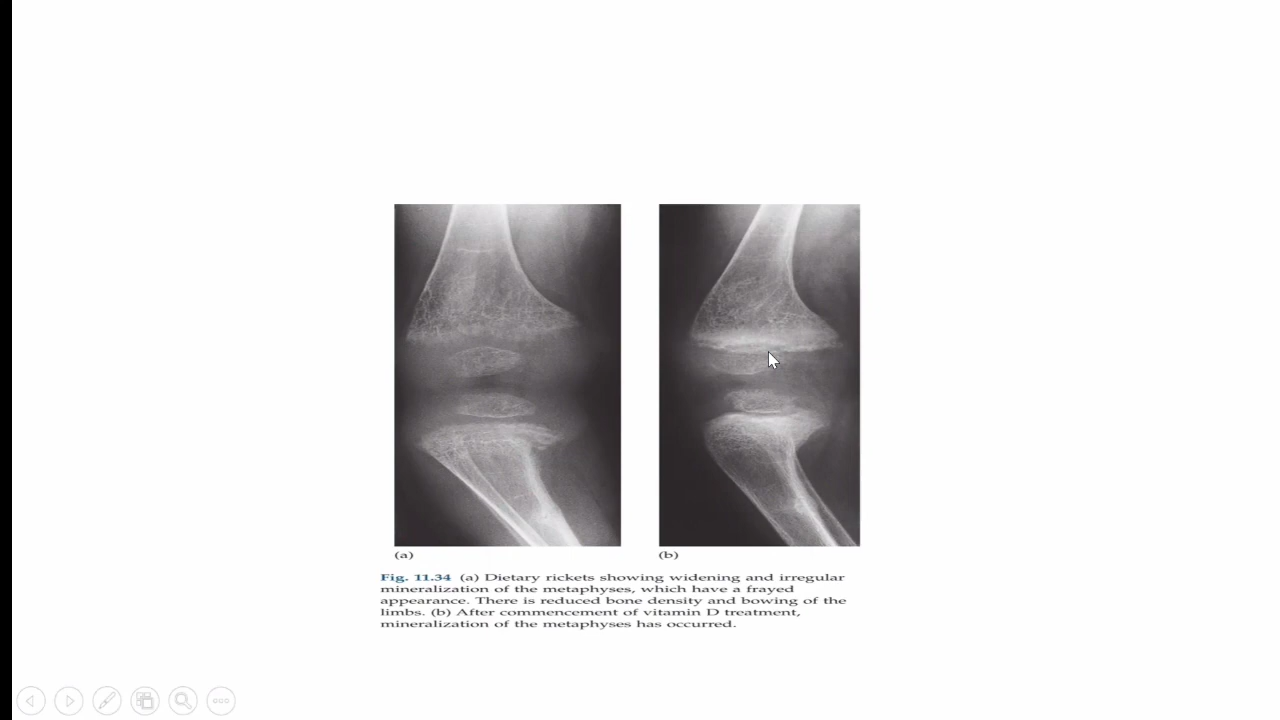 (a)
(b)
Fig. 11.34 (a) Dietary rickets showing widening and irregular
mineralization of the metaphyses, which have a frayed
appearance. There is reduced bone density and bowing of the
limbs. (b) After commencement of vitamin D treatment,
mineralization of the metaphyses has occurred.